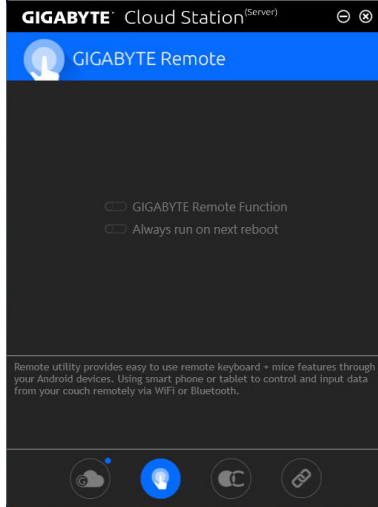 GIGABYTE™ Cloud Station(Server)
GIGABYTE Remote
GIGABYTE Remote Function
Always run on next reboot
Remote utility provides easy to use remote keyboard + mice features through
your Android devices. Using smart phone or tablet to control and input data
from your couch remotely via WiFi or Bluetooth.
G